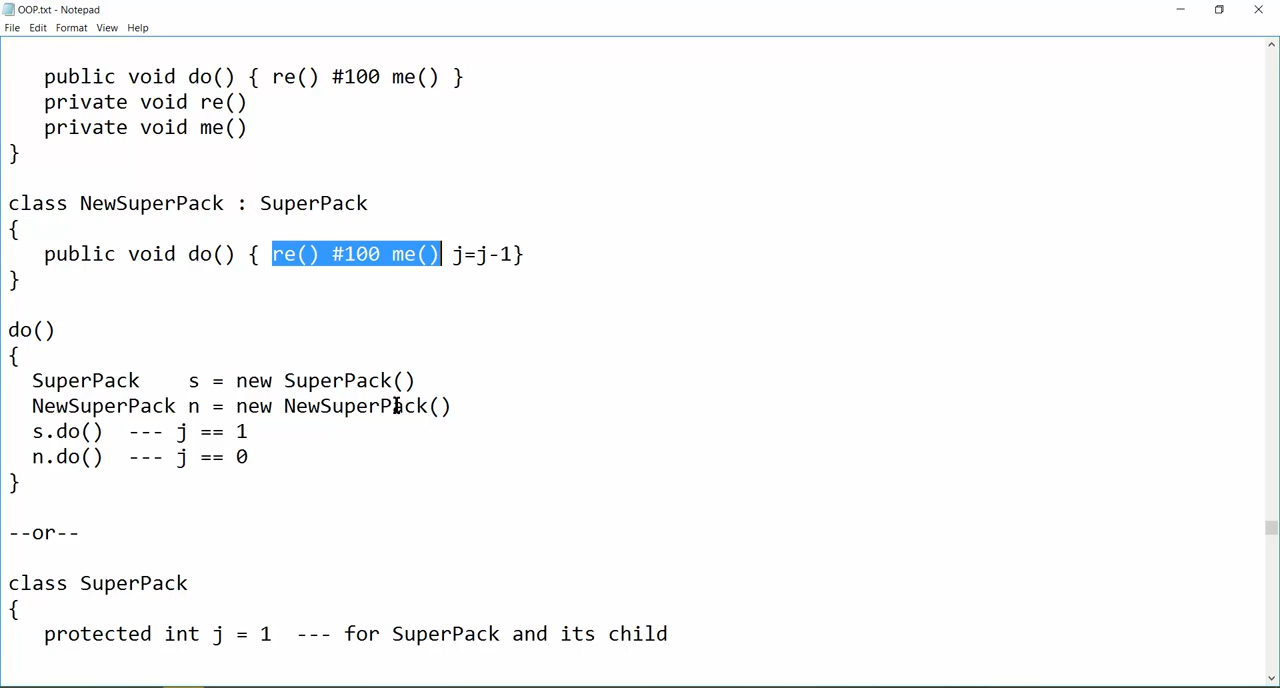 OOP.txt - Notepad
File Edit Format View Help
public void do() { re() #100 me() }
private void re()
private void me()
}
class NewSuperPack : SuperPack
{
public void do() { re() #100 me() j=j-1}
}
do()
{
SuperPack s = new SuperPack()
NewSuperPack n = new NewSuperPack()
s.do() --- j == 1
n.do() --- j == 0
}
--or--
class SuperPack
{
protected int j = 1 --- for SuperPack and its child